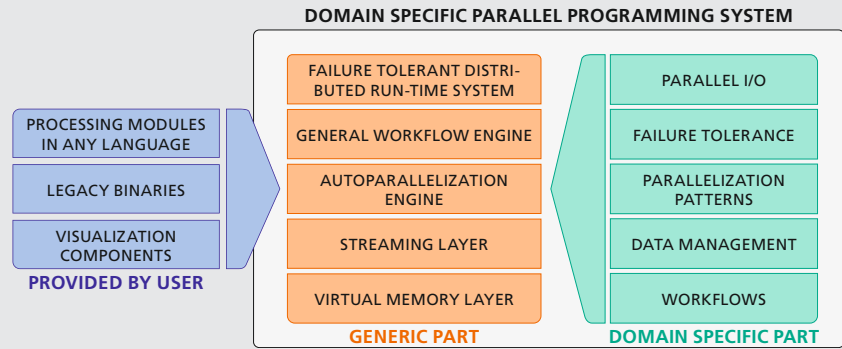 DOMAIN SPECIFIC PARALLEL PROGRAMMING SYSTEM
PROCESSING MODULES
IN ANY LANGUAGE
LEGACY BINARIES
VISUALIZATION
COMPONENTS
PROVIDED BY USER
FAILURE TOLERANT DISTRI-
BUTED RUN-TIME SYSTEM
GENERAL WORKFLOW ENGINE
AUTOPARALLELIZATION
ENGINE
STREAMING LAYER
VIRTUAL MEMORY LAYER
GENERIC PART
PARALLEL I/O
FAILURE TOLERANCE
PARALLELIZATION
PATTERNS
DATA MANAGEMENT
WORKFLOWS
DOMAIN SPECIFIC PART